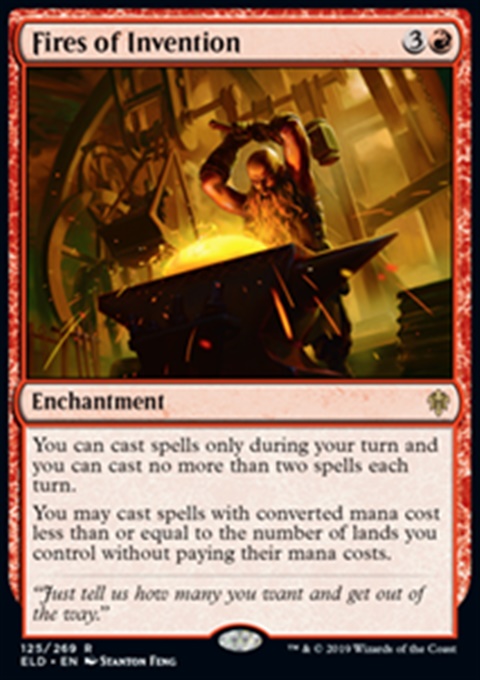 Fires of Invention 3
Enchantment
You can cast spells only during your turn and
you can cast no more than two spells each
turn.
You may cast spells with converted mana cost
less than or equal to the number of lands you
control without paying their mana costs.
“Just tell us how many you want and get out of
the way.”
125/269 R
ELD • EN Stanton Feng
™ & © 2019 Wizards of the Coast